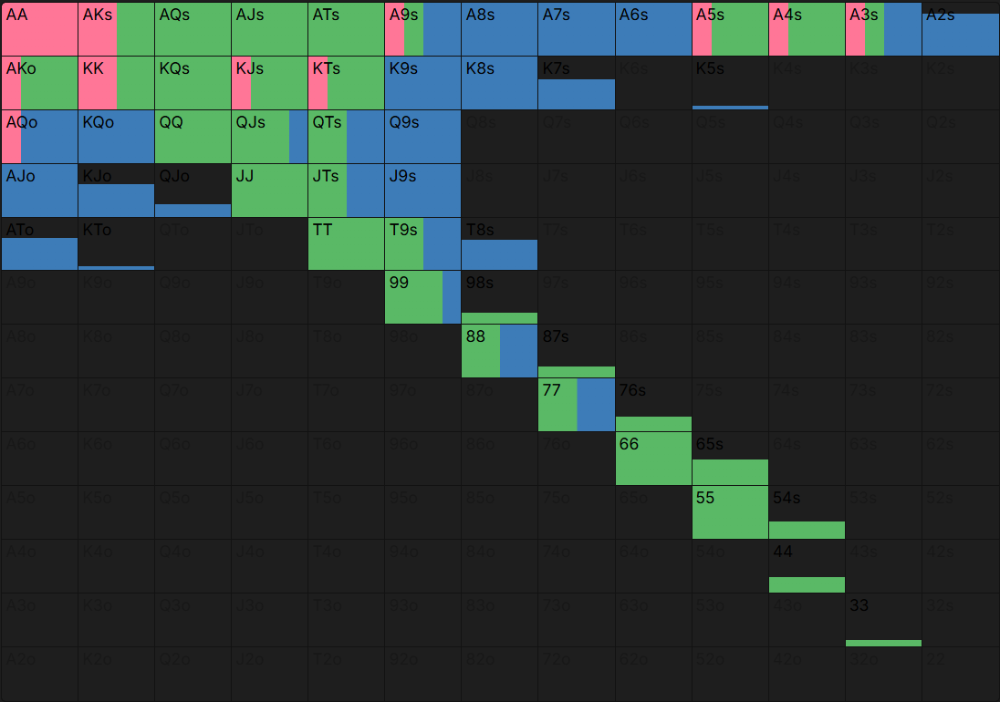 AA AKs AQs AJs ATs A9s A8s A7s A6s A5s A4s A3s A2s
AKo KK KQs KJs KTs K9s K8s K7s K6s K5s K4s K3s K2s
AQo KQo QQ QJs QTs Q9s Q8s Q7s Q6s Q5s Q4s Q3s Q2s
AJo KJo QJo JJ JTs J9s J8s J7s J6s J5s J4s J3s J2s
ATo KTo QTo JTo TT T9s T8s T7s T6s T5s T4s T3s T2s
A9o K9o Q9o J9o T9o 99 98s 97s 96s 95s 94s 93s 92s
A8o K8o Q8o J8o T8o 98o 88 87s 86s 85s 84s 83s 82s
A7o K7o Q7o J7o T7o 97o 87o 77 76s 75s 74s 73s 72s
A6o K6o Q6o J6o T6o 96o 86o 76o 66 65s 64s 63s 62s
A5o K5o Q5o J5o T5o 95o 85o 75o 65o 55 54s 53s 52s
A4o K4o Q4o J4o T4o 94o 84o 74o 64o 54o 44 43s 42s
A3o K3o Q3o J3o T3o 93o 83o 73o 63o 53o 43o 33 32s
A2o K2o Q2o J2o T2o 92o 82o 72o 62o 52o 42o 32o 22